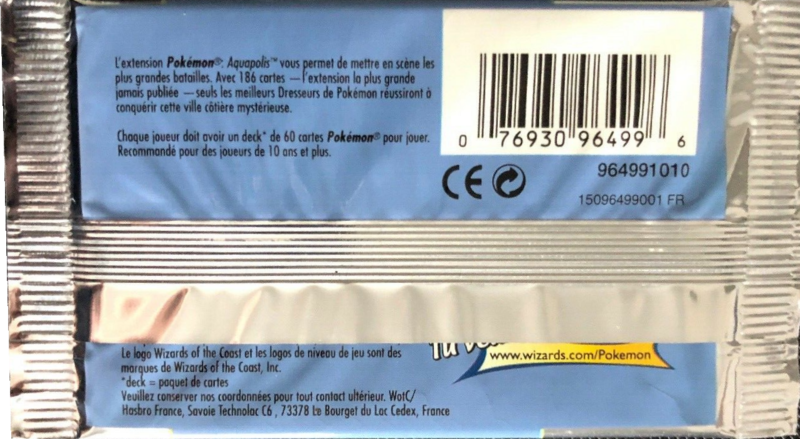 L'extension Pokémon®: Aquapolis™ vous permet de mettre en scène les
plus grandes batailles. Avec 186 cartes — l'extension la plus grande
jamais publiée — seuls les meilleurs Dresseurs de Pokémon réussiront à
conquérir cette ville côtière mystérieuse.
Chaque joueur doit avoir un deck* de 60 cartes Pokémon® pour jouer.
Recommandé pour des joueurs de 10 ans et plus.
0 76930 96499 6
964991010
CE
15096499001 FR
Tu
www.wizards.com/Pokemon
Le logo Wizards of the Coast et les logos de niveau de jeu sont des
marques de Wizards of the Coast, Inc.
*deck = paquet de cartes
Veuillez conserver nos coordonnées pour tout contact ultérieur. WotC/
Hasbro France, Savoie Technolac C6 , 73378 Le Bourget du Lac Cedex, France